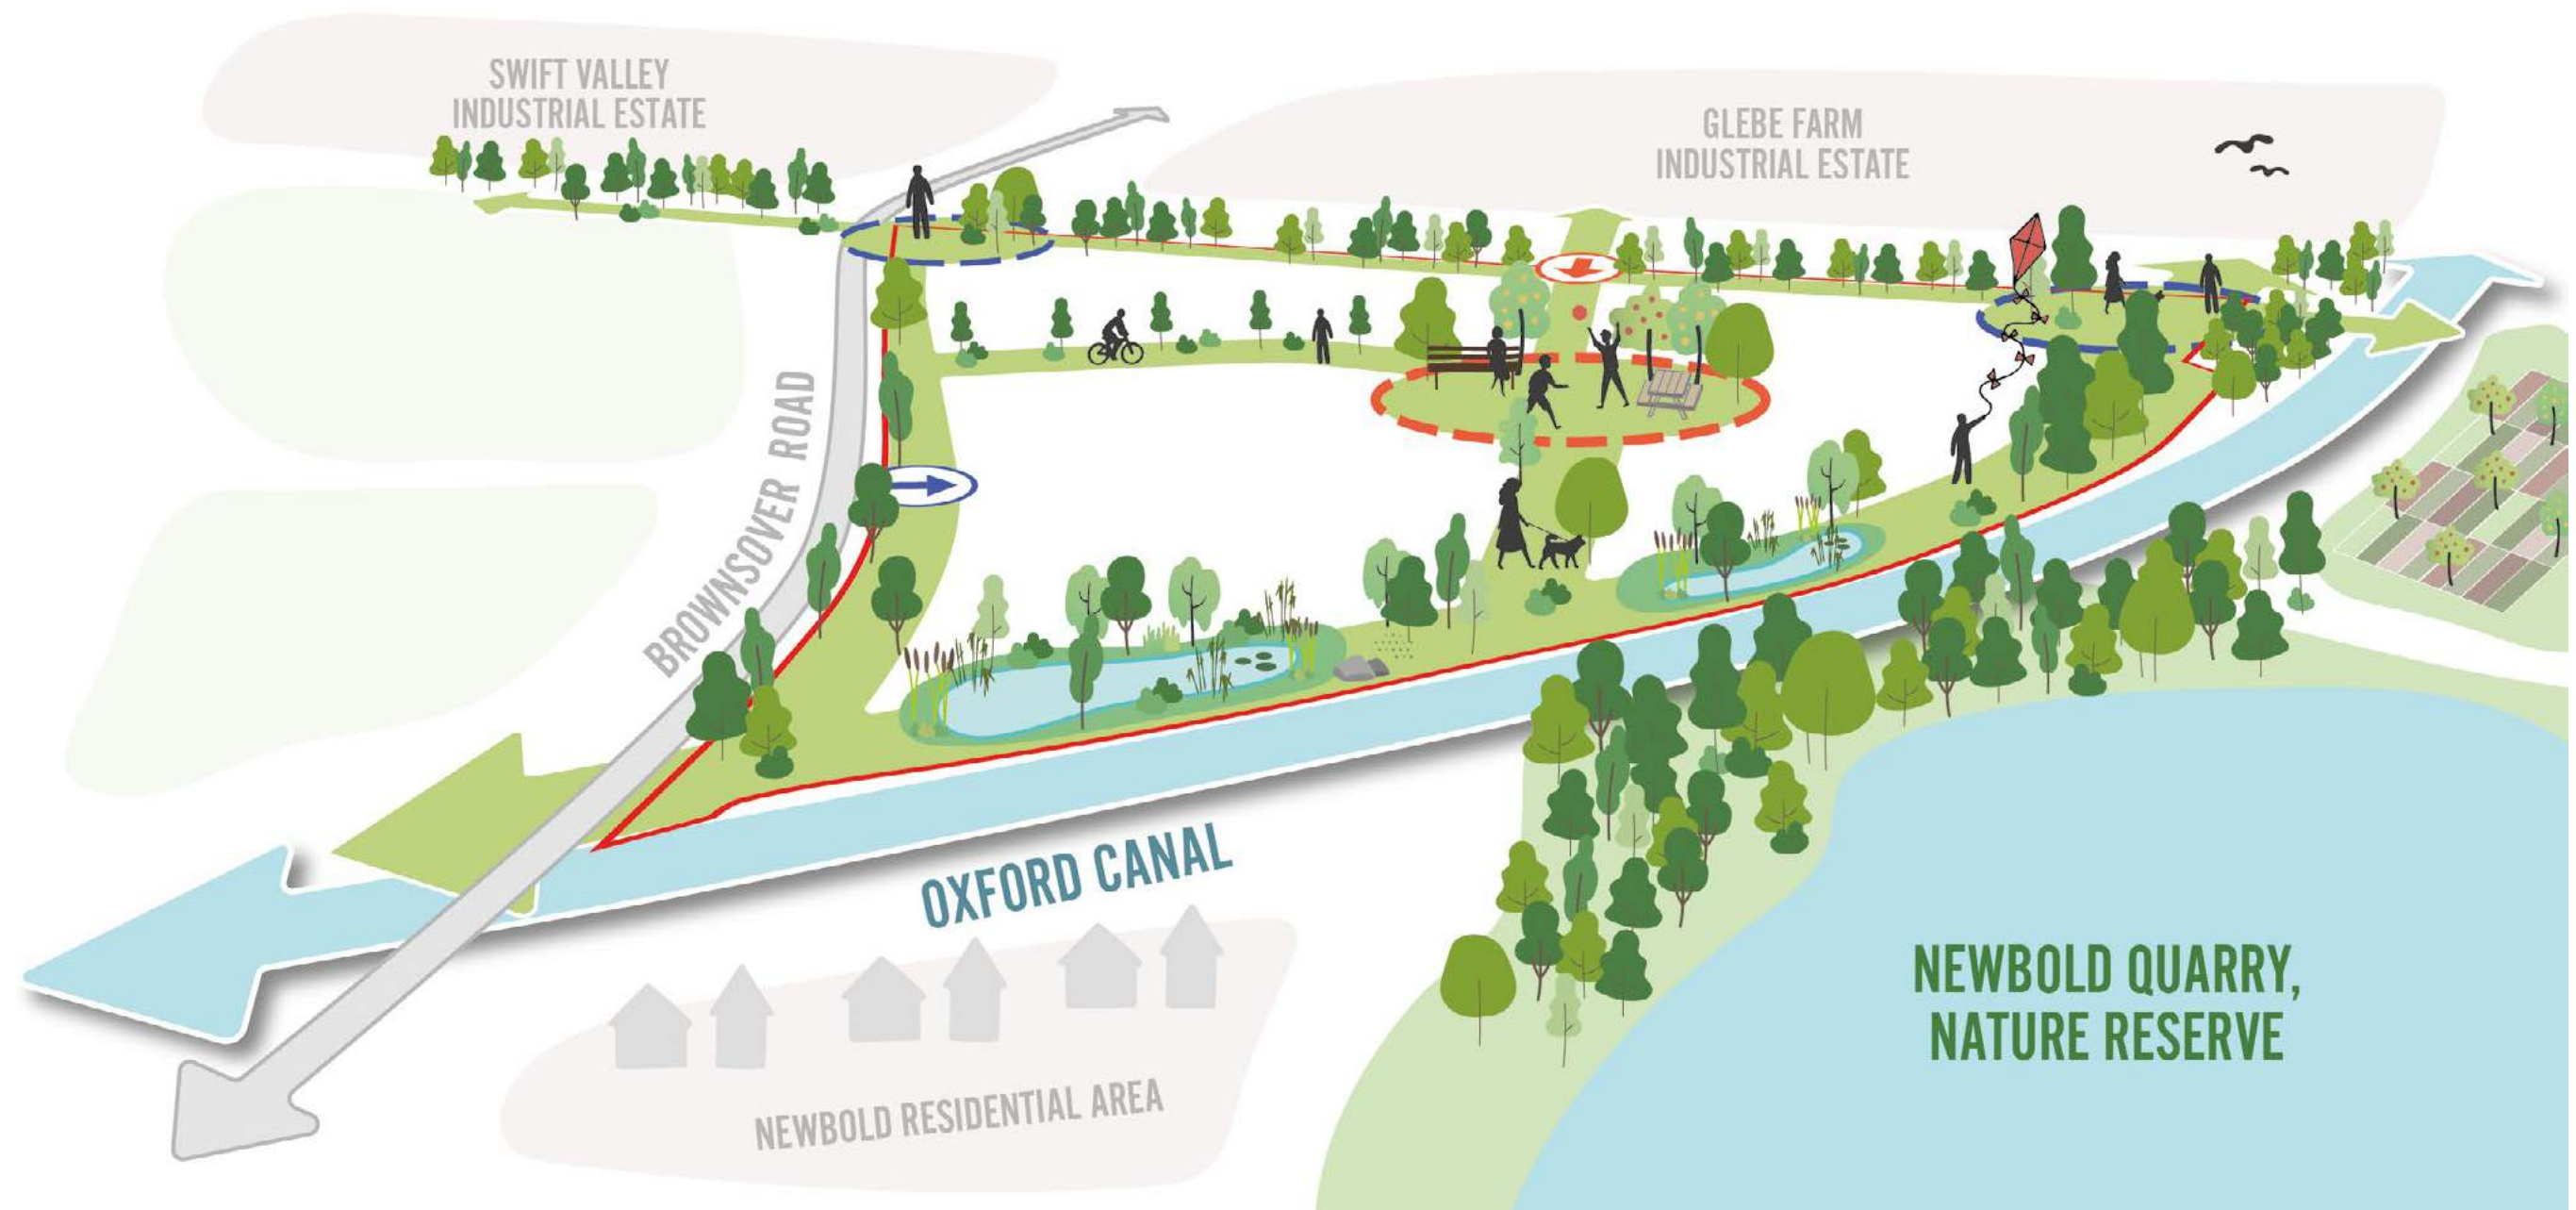 SWIFT VALLEY
INDUSTRIAL ESTATE
GLEBE FARM
INDUSTRIAL ESTATE
BROWNSOVER ROAD
OXFORD CANAL
NEWBOLD QUARRY,
NATURE RESERVE
NEWBOLD RESIDENTIAL AREA